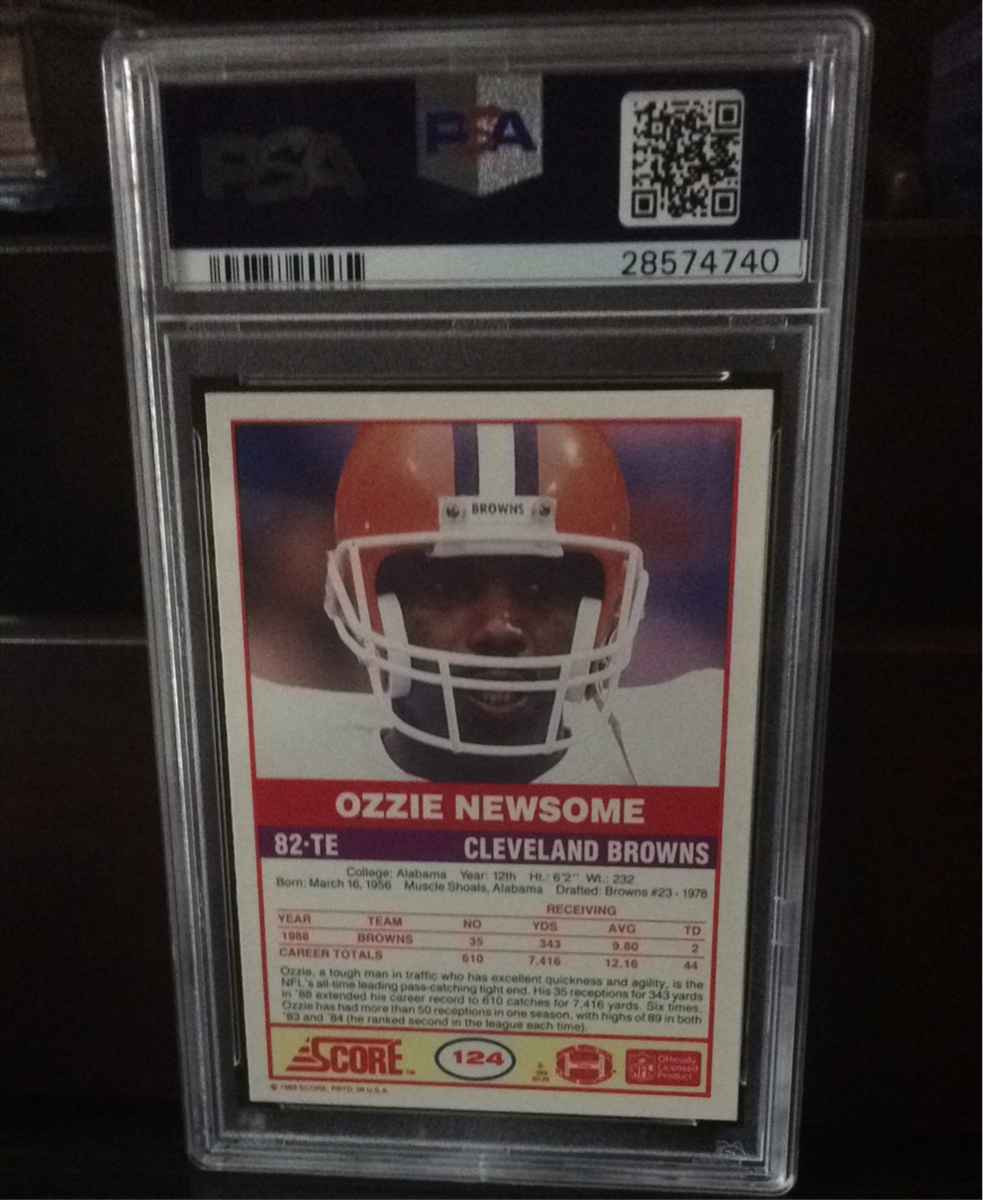 PSA PSA
28574740
BROWNS
OZZIE NEWSOME
82·TE CLEVELAND BROWNS
College: Alabama Year: 12th Ht.: 6'2" Wt.: 232
Born: March 16, 1956 Muscle Shoals, Alabama Drafted: Browns #23 - 1978
RECEIVING
YEAR TEAM NO YDS AVG TD
1988 BROWNS 35 343 9.80 2
CAREER TOTALS 610 7,416 12.16 44
Ozzie, a tough man in traffic who has excellent quickness and agility, is the
NFL's all-time leading pass-catching tight end. His 35 receptions for 343 yards
in '88 extended his career record to 610 catches for 7,416 yards. Six times,
Ozzie has had more than 50 receptions in one season, with highs of 89 in both
'83 and '84 (he ranked second in the league each time).
SCORE™ 124 NFL Officially
Licensed
Product
© 1989 SCORE, PRTD. IN U.S.A.